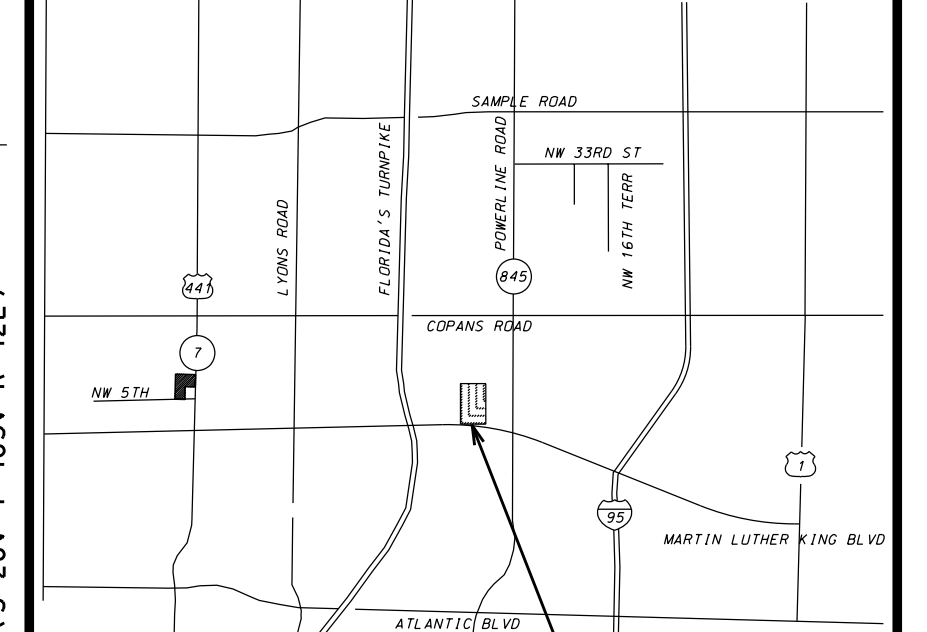 SAMPLE ROAD
NW 33RD ST
FLORIDA'S TURNPIKE
POWERLINE ROAD
LYONS ROAD
NW 16TH TERR
845
441
COPANS ROAD
7
NW 5TH
1
95
MARTIN LUTHER KING BLVD
ATLANTIC BLVD